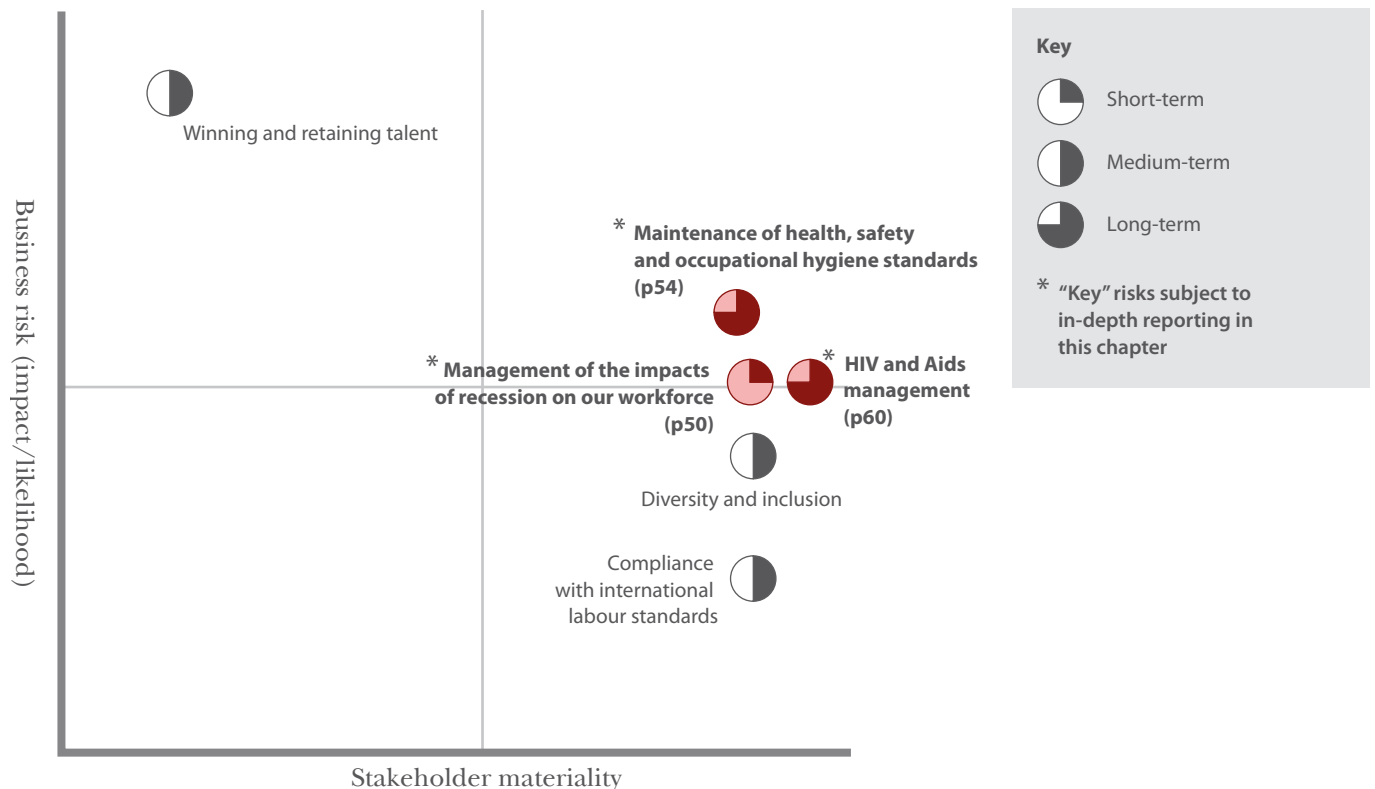 Winning and retaining talent
* Maintenance of health, safety
and occupational hygiene standards
(p54)
* Management of the impacts
of recession on our workforce
(p50)
* HIV and Aids
management
(p60)
Diversity and inclusion
Compliance
with international
labour standards
Business risk (impact/likelihood)
Stakeholder materiality
Key
Short-term
Medium-term
Long-term
* “Key” risks subject to
in-depth reporting in
this chapter